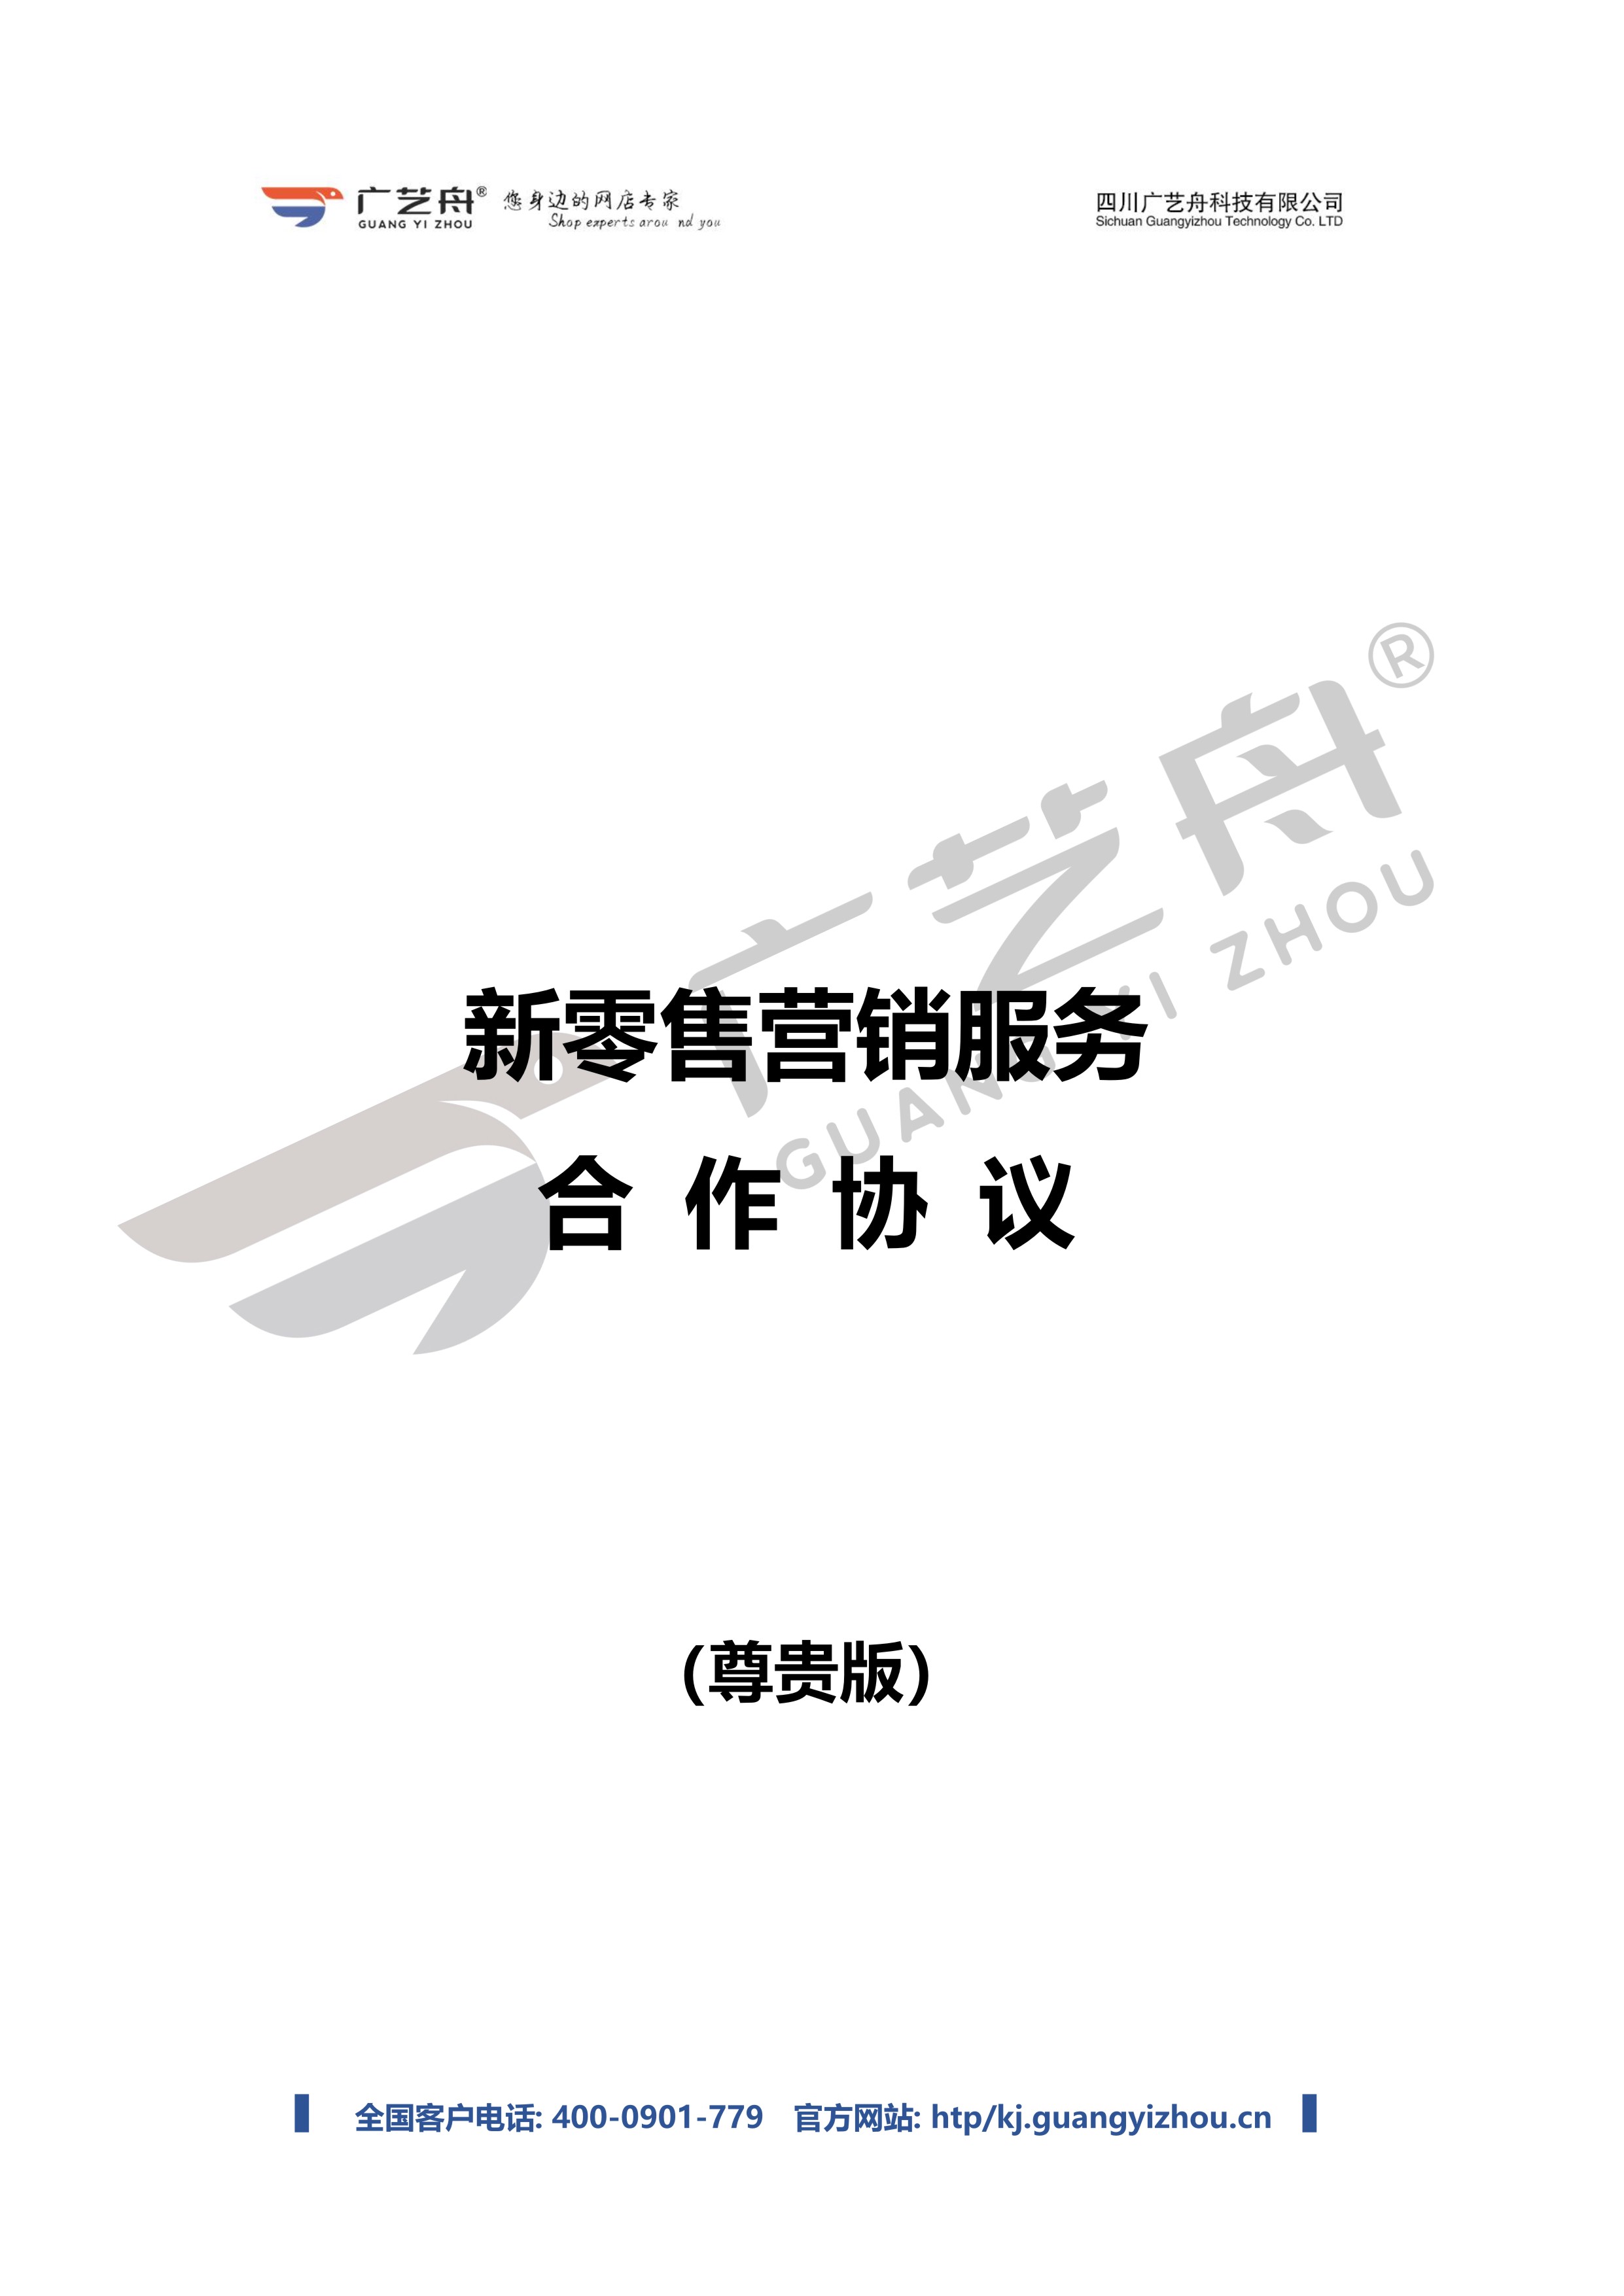 广艺舟®
GUANG YI ZHOU
您身边的网店专家
Shop experts arou nd you
四川广艺舟科技有限公司
Sichuan Guangyizhou Technology Co. LTD
广艺舟®
GUANG YI ZHOU
新零售营销服务
合 作 协 议
(尊贵版)
全国客户电话: 400-0901-779 官方网站: htp/kj.guangyizhou.cn